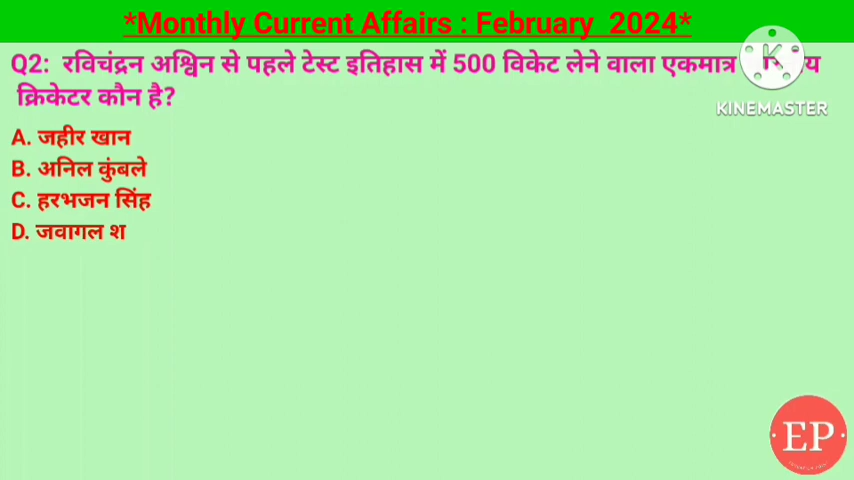 *Monthly Current Affairs : February 2024*
Q2: रविचंद्रन अश्विन से पहले टेस्ट इतिहास में 500 विकेट लेने वाला एकमात्र
क्रिकेटर कौन है?
A. जहीर खान
B. अनिल कुंबले
C. हरभजन सिंह
D. जवागल श
K
KINEMASTER
EP